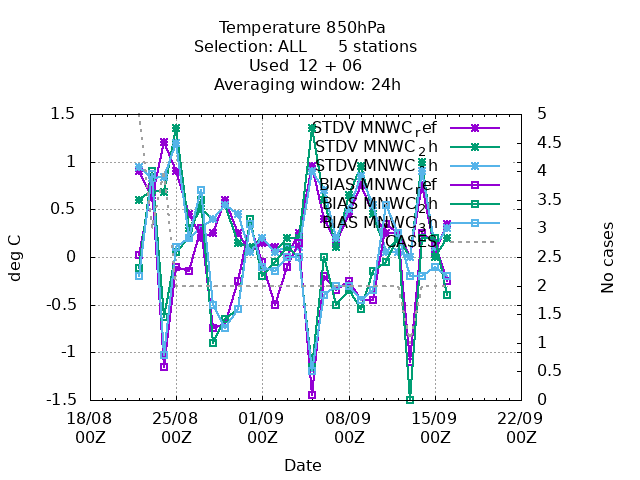 Temperature 850hPa
Selection: ALL 5 stations
Used 12 + 06
Averaging window: 24h
1.5
1
0.5
0
-0.5
-1
-1.5
deg C
5
4.5
4
3.5
3
2.5
2
1.5
1
0.5
0
No cases
STDV MNWC_ref
STDV MNWC_2h
STDV MNWC_3h
BIAS MNWC_ref
BIAS MNWC_2h
BIAS MNWC_3h
CASES
18/08 25/08 01/09 08/09 15/09 22/09
00Z 00Z 00Z 00Z 00Z 00Z
Date